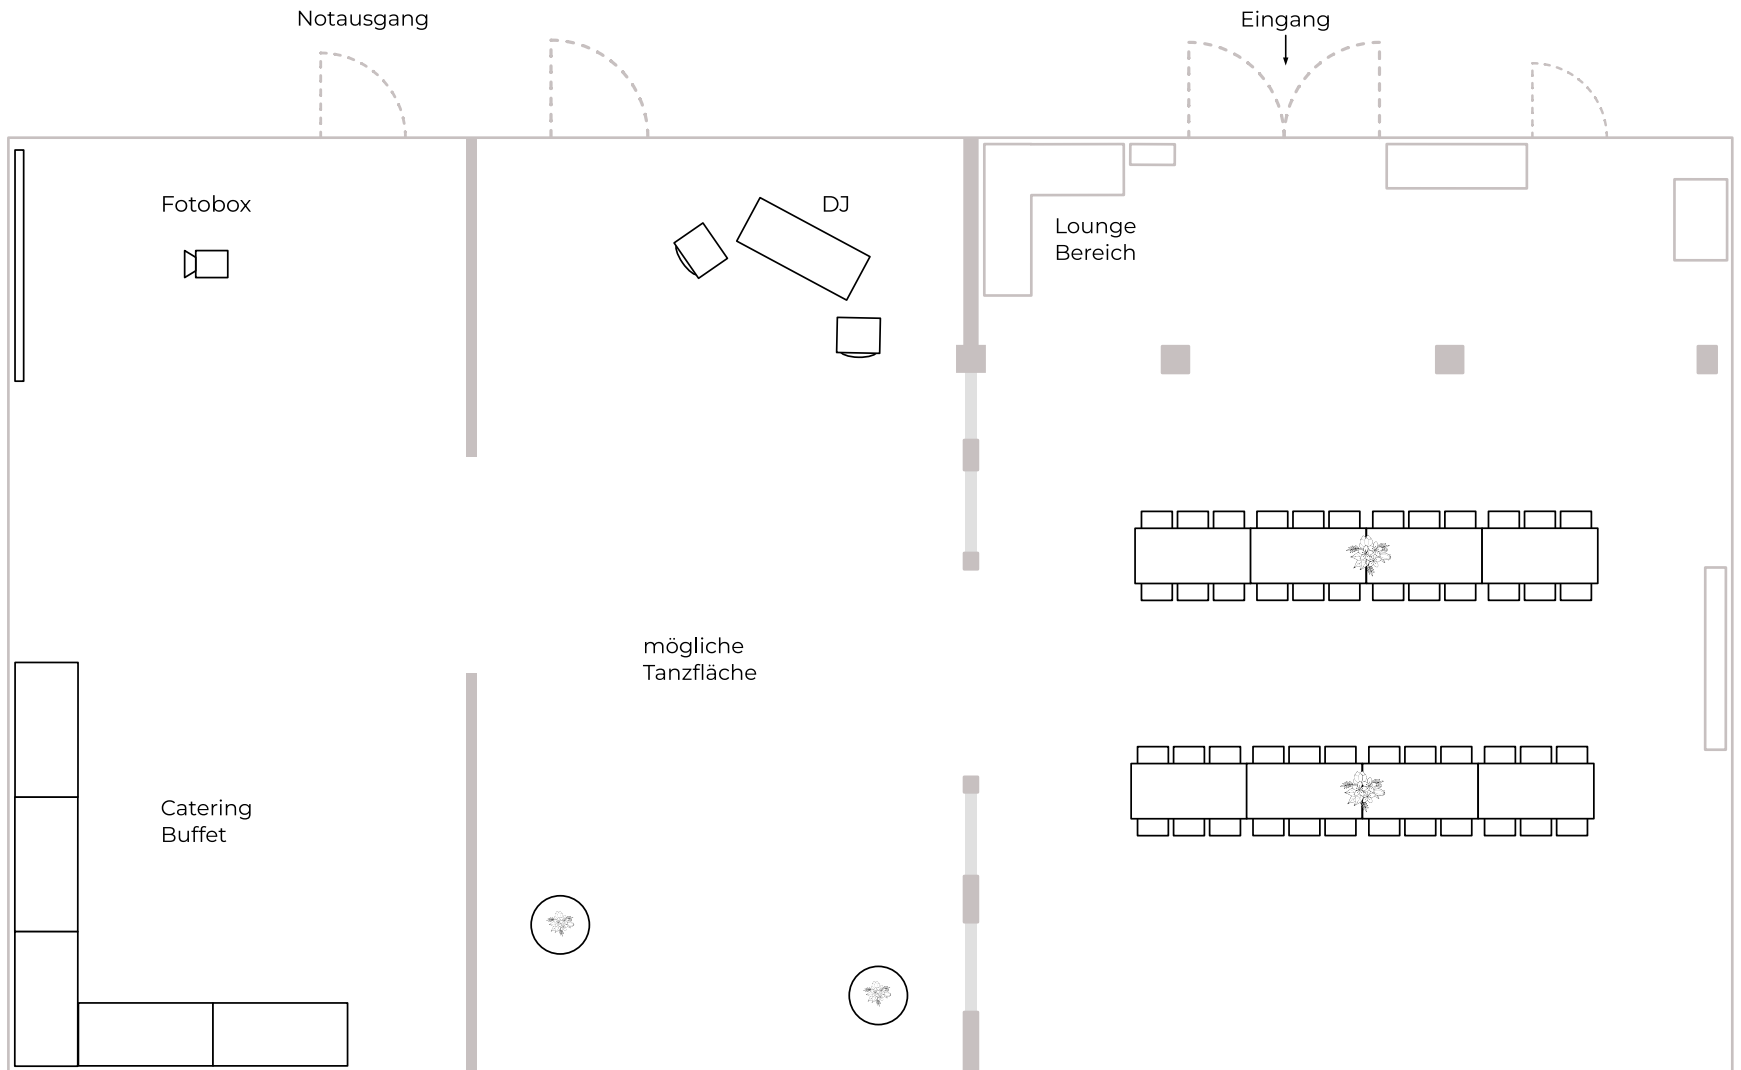 Notausgang
Eingang
Fotobox
DJ
Lounge
Bereich
mögliche
Tanzfläche
Catering
Buffet